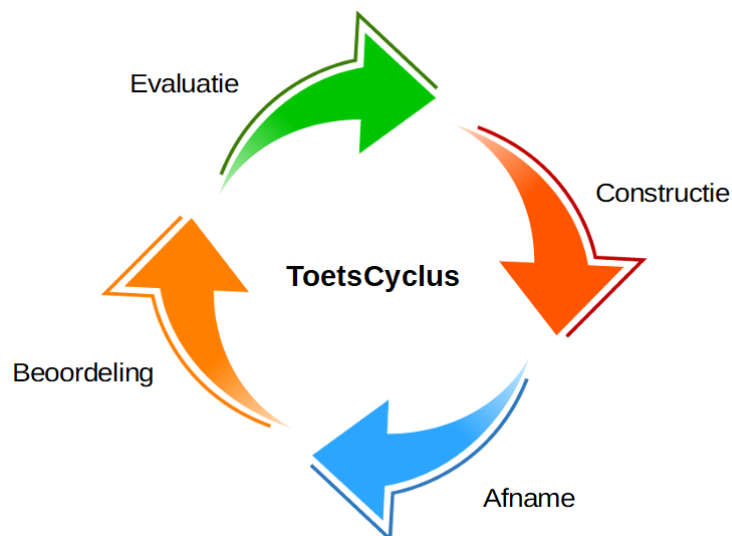 Evaluatie
Constructie
ToetsCyclus
Beoordeling
Afname